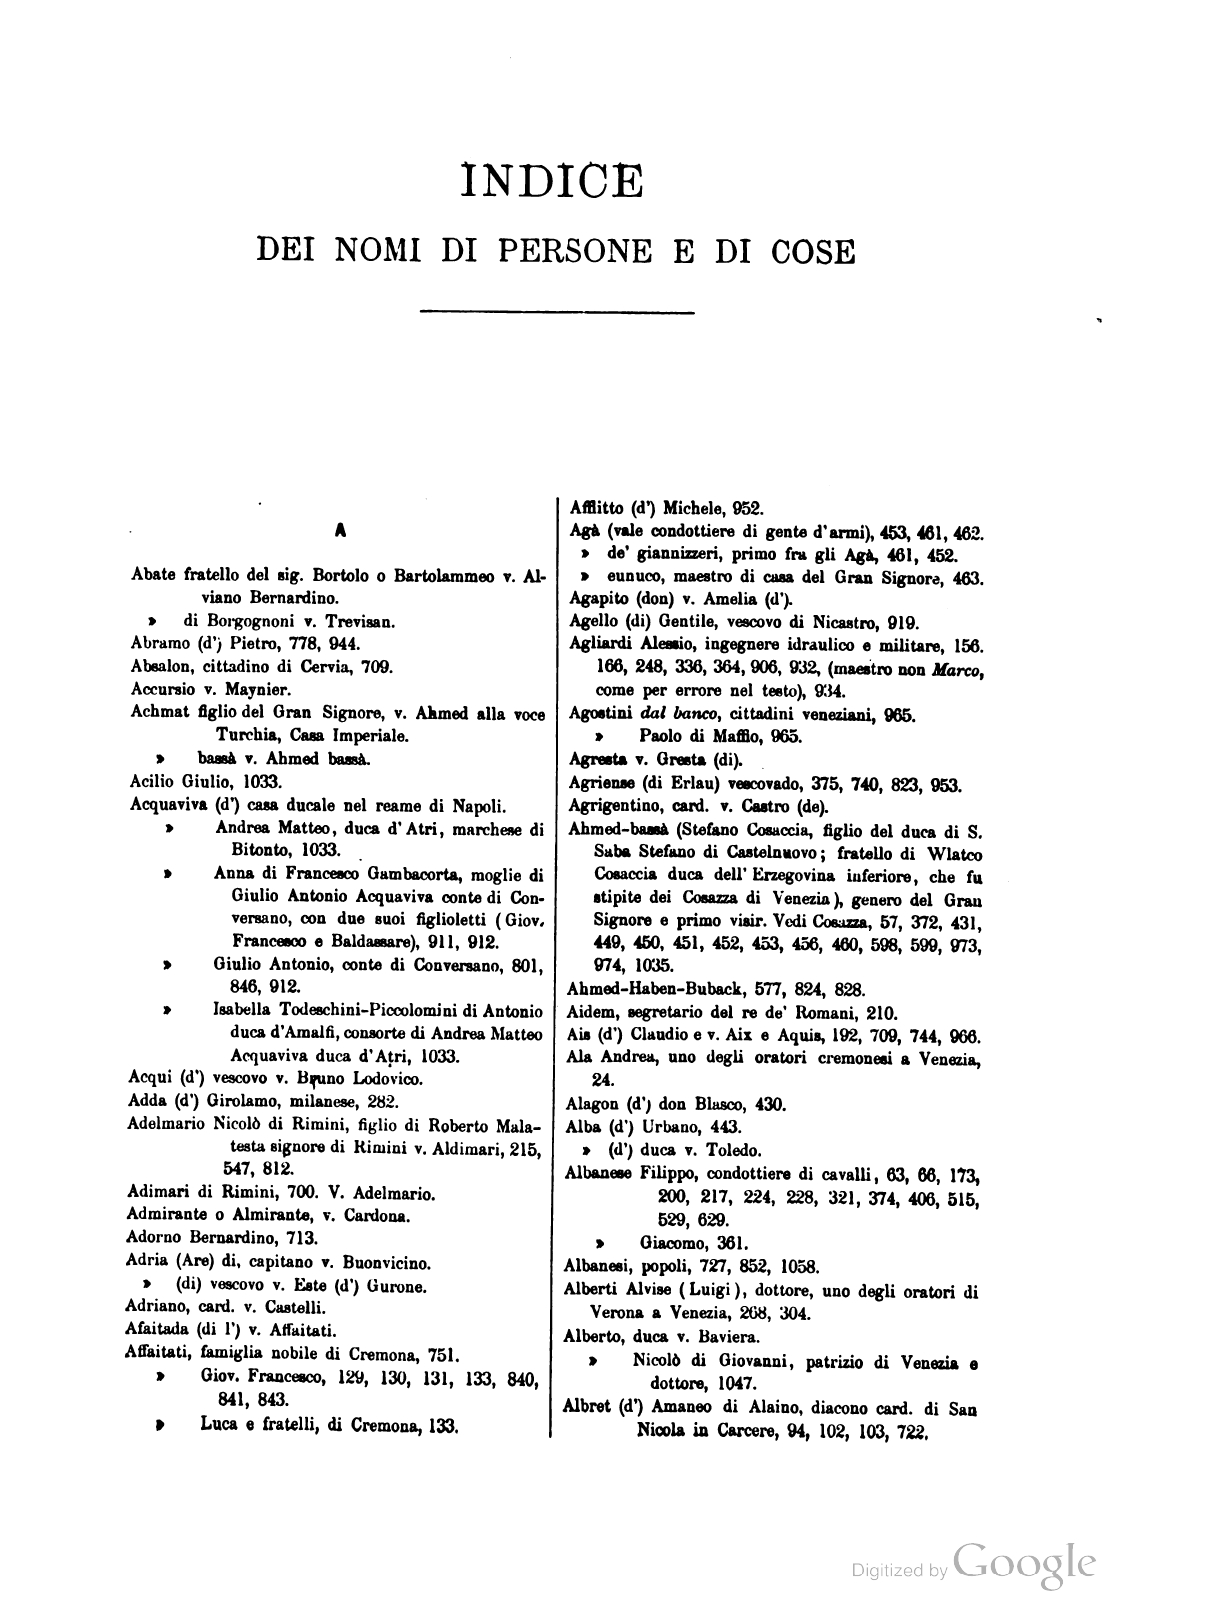 INDICE
DEI NOMI DI PERSONE E DI COSE
A
Abate fratello del sig. Bortolo o Bartolammeo v. Al-
viano Bernardino.
» di Borgognoni v. Trevisan.
Abramo (d') Pietro, 778, 944.
Absalon, cittadino di Cervia, 709.
Accursio v. Maynier.
Achmat figlio del Gran Signore, v. Ahmed alla voce
Turchia, Casa Imperiale.
» bassà v. Ahmed bassà.
Acilio Giulio, 1033.
Acquaviva (d') casa ducale nel reame di Napoli.
» Andrea Matteo, duca d' Atri, marchese di
Bitonto, 1033.
» Anna di Francesco Gambacorta, moglie di
Giulio Antonio Acquaviva conte di Con-
versano, con due suoi figlioletti (Giov.
Francesco e Baldassare), 911, 912.
» Giulio Antonio, conte di Conversano, 801,
846, 912.
» Isabella Todeschini-Piccolomini di Antonio
duca d'Amalfi, consorte di Andrea Matteo
Acquaviva duca d'Atri, 1033.
Acqui (d') vescovo v. Bruno Lodovico.
Adda (d') Girolamo, milanese, 282.
Adelmario Nicolò di Rimini, figlio di Roberto Mala-
testa signore di Rimini v. Aldimari, 215,
547, 812.
Adimari di Rimini, 700. V. Adelmario.
Admirante o Almirante, v. Cardona.
Adorno Bernardino, 713.
Adria (Are) di, capitano v. Buonvicino.
» (di) vescovo v. Este (d') Gurone.
Adriano, card. v. Castelli.
Afaitada (di l') v. Affaitati.
Affaitati, famiglia nobile di Cremona, 751.
» Giov. Francesco, 129, 130, 131, 133, 840,
841, 843.
» Luca e fratelli, di Cremona, 133.
Afflitto (d') Michele, 952.
Agà (vale condottiere di gente d'armi), 453, 461, 462.
» de' giannizzeri, primo fra gli Agà, 461, 452.
» eunuco, maestro di casa del Gran Signore, 463.
Agapito (don) v. Amelia (d').
Agello (di) Gentile, vescovo di Nicastro, 919.
Agliardi Alessio, ingegnere idraulico e militare, 156.
166, 248, 336, 364, 906, 932, (maestro non Marco,
come per errore nel testo), 934.
Agostini dal banco, cittadini veneziani, 965.
» Paolo di Maffio, 965.
Agresta v. Gresta (di).
Agriense (di Erlau) vescovado, 375, 740, 823, 953.
Agrigentino, card. v. Castro (de).
Ahmed-bassà (Stefano Cosaccia, figlio del duca di S.
Saba Stefano di Castelnuovo; fratello di Wlatco
Cosaccia duca dell' Erzegovina inferiore, che fu
stipite dei Cosazza di Venezia), genero del Gran
Signore e primo visir. Vedi Cosazza, 57, 372, 431,
449, 450, 451, 452, 453, 456, 460, 598, 599, 973,
974, 1035.
Ahmed-Haben-Buback, 577, 824, 828.
Aidem, segretario del re de' Romani, 210.
Ais (d') Claudio e v. Aix e Aquis, 192, 709, 744, 966.
Ala Andrea, uno degli oratori cremonesi a Venezia,
24.
Alagon (d') don Blasco, 430.
Alba (d') Urbano, 443.
» (d') duca v. Toledo.
Albanese Filippo, condottiere di cavalli, 63, 66, 173,
200, 217, 224, 228, 321, 374, 406, 515,
529, 629.
» Giacomo, 361.
Albanesi, popoli, 727, 852, 1058.
Alberti Alvise (Luigi), dottore, uno degli oratori di
Verona a Venezia, 268, 304.
Alberto, duca v. Baviera.
» Nicolò di Giovanni, patrizio di Venezia e
dottore, 1047.
Albret (d') Amaneo di Alaino, diacono card. di San
Nicola in Carcere, 94, 102, 103, 722.
Digitized by Google